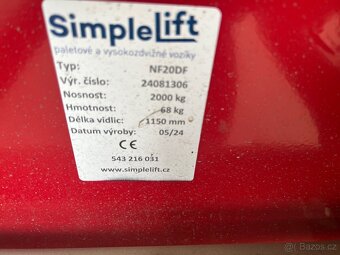 SimpleLift
paletové a vysokozdvižné vozíky
Typ: NF20DF
Výr. číslo: 24081306
Nosnost: 2000 kg
Hmotnost: 68 kg
Délka vidlic: 1150 mm
Datum výroby: 05/24
CE
543 216 031
www.simplelift.cz
Bazos.cz